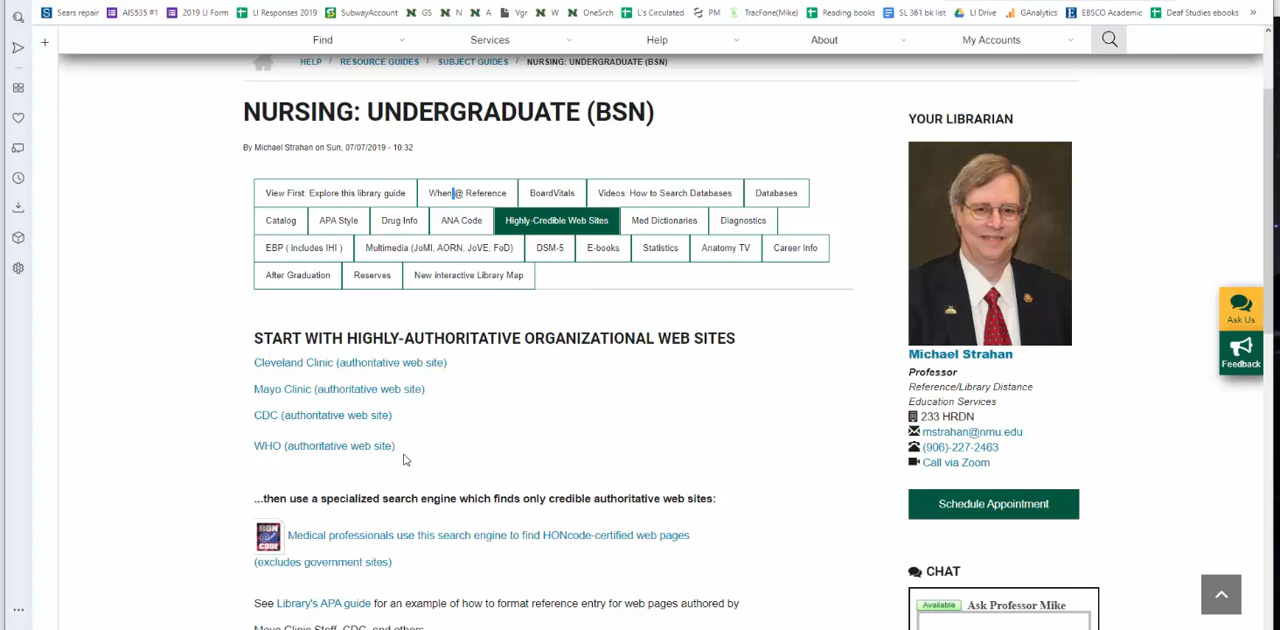 Sears repair AIS535 #1 2019 LI Form LI Responses 2019 SubwayAccount GS N A Vgr W OneSrch L's Circulated PM TracFone(Mike) Reading books SL 361 bk list LI Drive GAnalytics EBSCO Academic Deaf Studies ebooks »
Find Services Help About My Accounts
HELP / RESOURCE GUIDES / SUBJECT GUIDES / NURSING: UNDERGRADUATE (BSN)
NURSING: UNDERGRADUATE (BSN)
By Michael Strahan on Sun, 07/07/2019 - 10:32
View First: Explore this library guide When @ Reference BoardVitals Videos: How to Search Databases Databases
Catalog APA Style Drug Info ANA Code Highly-Credible Web Sites Med Dictionaries Diagnostics
EBP ( includes IHI ) Multimedia (JoMI, AORN, JoVE, FoD) DSM-5 E-books Statistics Anatomy TV Career Info
After Graduation Reserves New interactive Library Map
START WITH HIGHLY-AUTHORITATIVE ORGANIZATIONAL WEB SITES
Cleveland Clinic (authoritative web site)
Mayo Clinic (authoritative web site)
CDC (authoritative web site)
WHO (authoritative web site)
...then use a specialized search engine which finds only credible authoritative web sites:
HON @ CODE
Medical professionals use this search engine to find HONcode-certified web pages
(excludes government sites)
See Library's APA guide for an example of how to format reference entry for web pages authored by
Mayo Clinic Staff, CDC, and others.
YOUR LIBRARIAN
Michael Strahan
Professor
Reference/Library Distance
Education Services
233 HRDN
mstrahan@nmu.edu
(906)-227-2463
Call via Zoom
Schedule Appointment
CHAT
Available Ask Professor Mike
Ask Us
Feedback